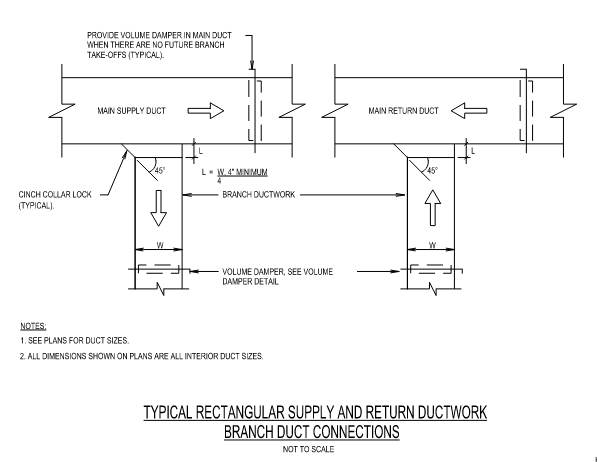 PROVIDE VOLUME DAMPER IN MAIN DUCT
WHEN THERE ARE NO FUTURE BRANCH
TAKE-OFFS (TYPICAL).
MAIN SUPPLY DUCT
MAIN RETURN DUCT
L
L
45°
L = W, 4" MINIMUM
4
45°
CINCH COLLAR LOCK
(TYPICAL).
BRANCH DUCTWORK
W
W
VOLUME DAMPER, SEE VOLUME
DAMPER DETAIL
NOTES:
1. SEE PLANS FOR DUCT SIZES.
2. ALL DIMENSIONS SHOWN ON PLANS ARE ALL INTERIOR DUCT SIZES.
TYPICAL RECTANGULAR SUPPLY AND RETURN DUCTWORK
BRANCH DUCT CONNECTIONS
NOT TO SCALE